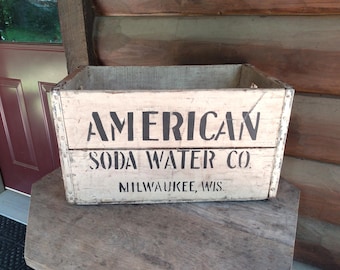 AMERICAN
SODA WATER CO.
MILWAUKEE, WIS